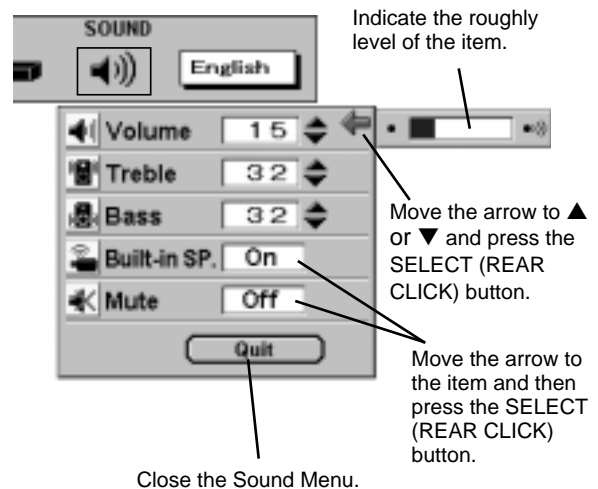 SOUND
English
Indicate the roughly
level of the item.
Volume 15
Treble 32
Bass 32
Built-in SP. On
Mute Off
Quit
Move the arrow to ▲
or ▼ and press the
SELECT (REAR
CLICK) button.
Move the arrow to
the item and then
press the SELECT
(REAR CLICK)
button.
Close the Sound Menu.